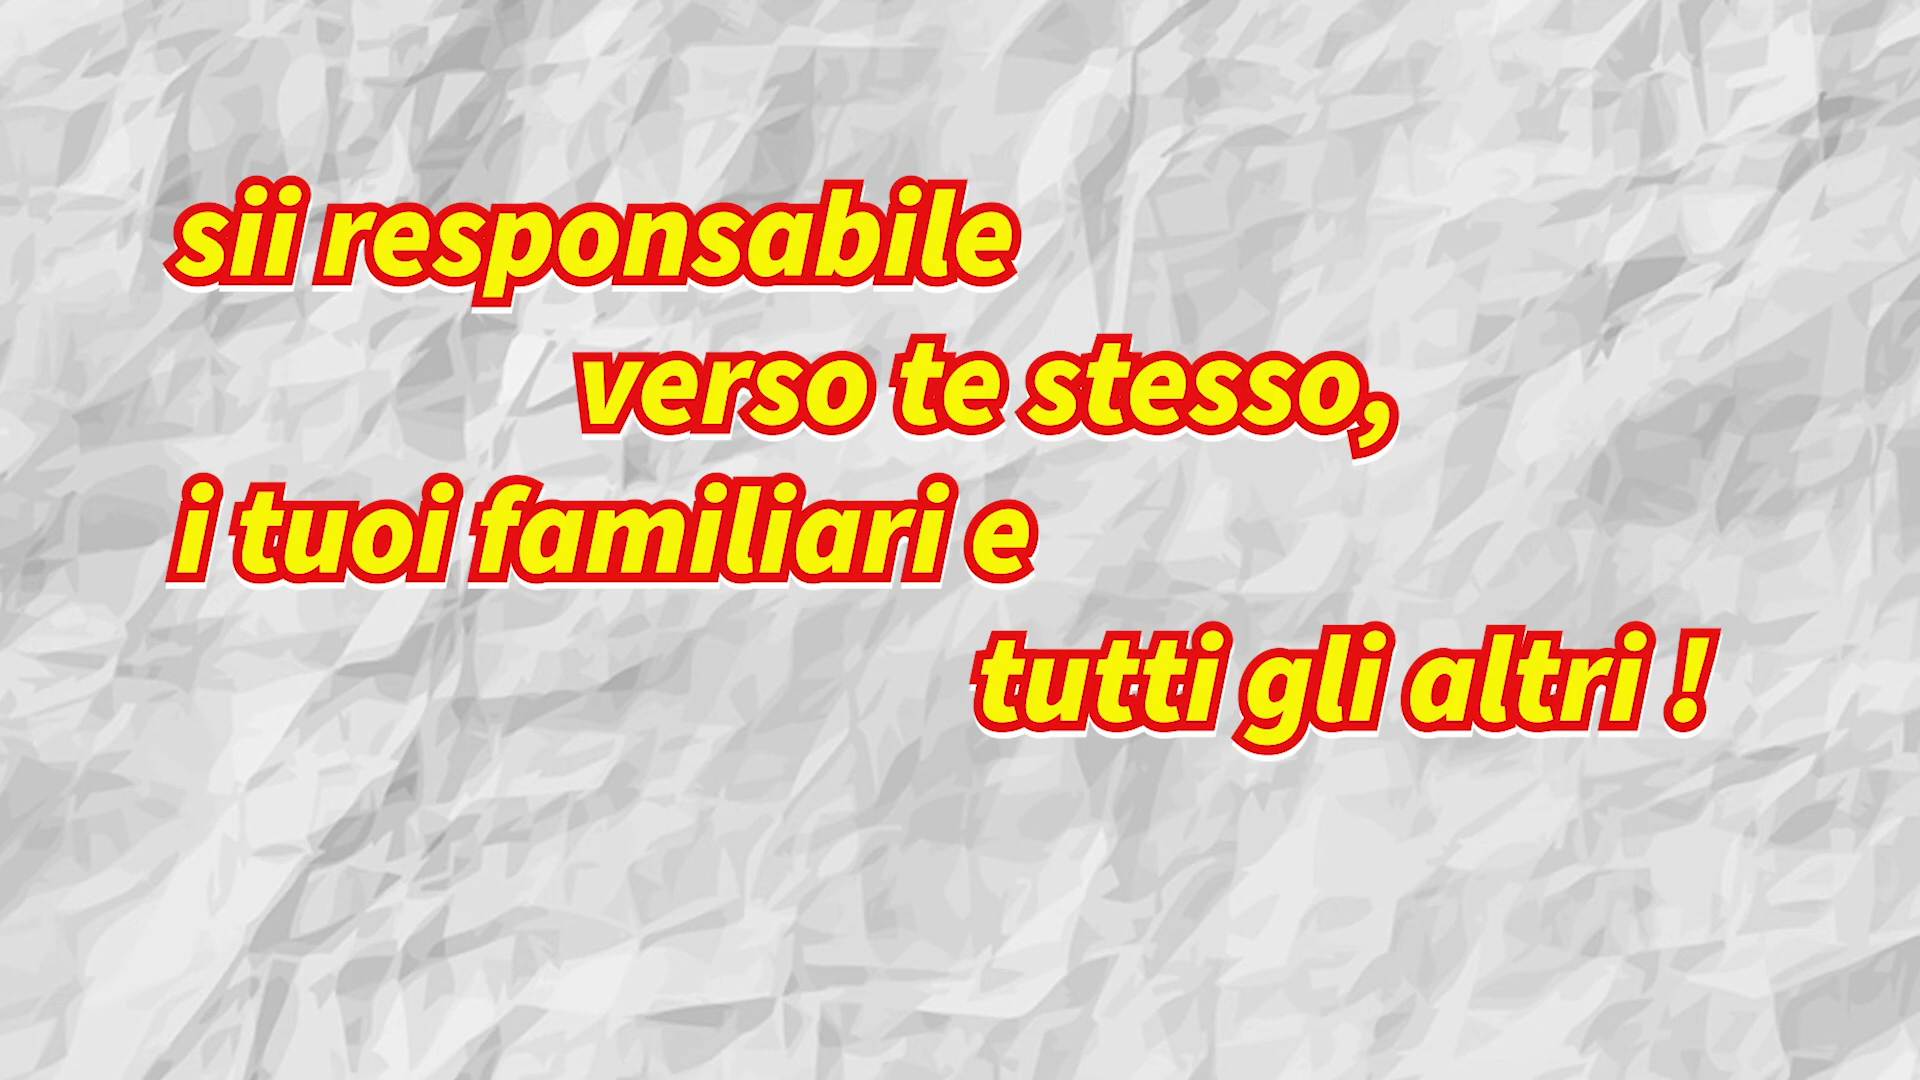 sii responsabile
verso te stesso,
i tuoi familiari e
tutti gli altri !